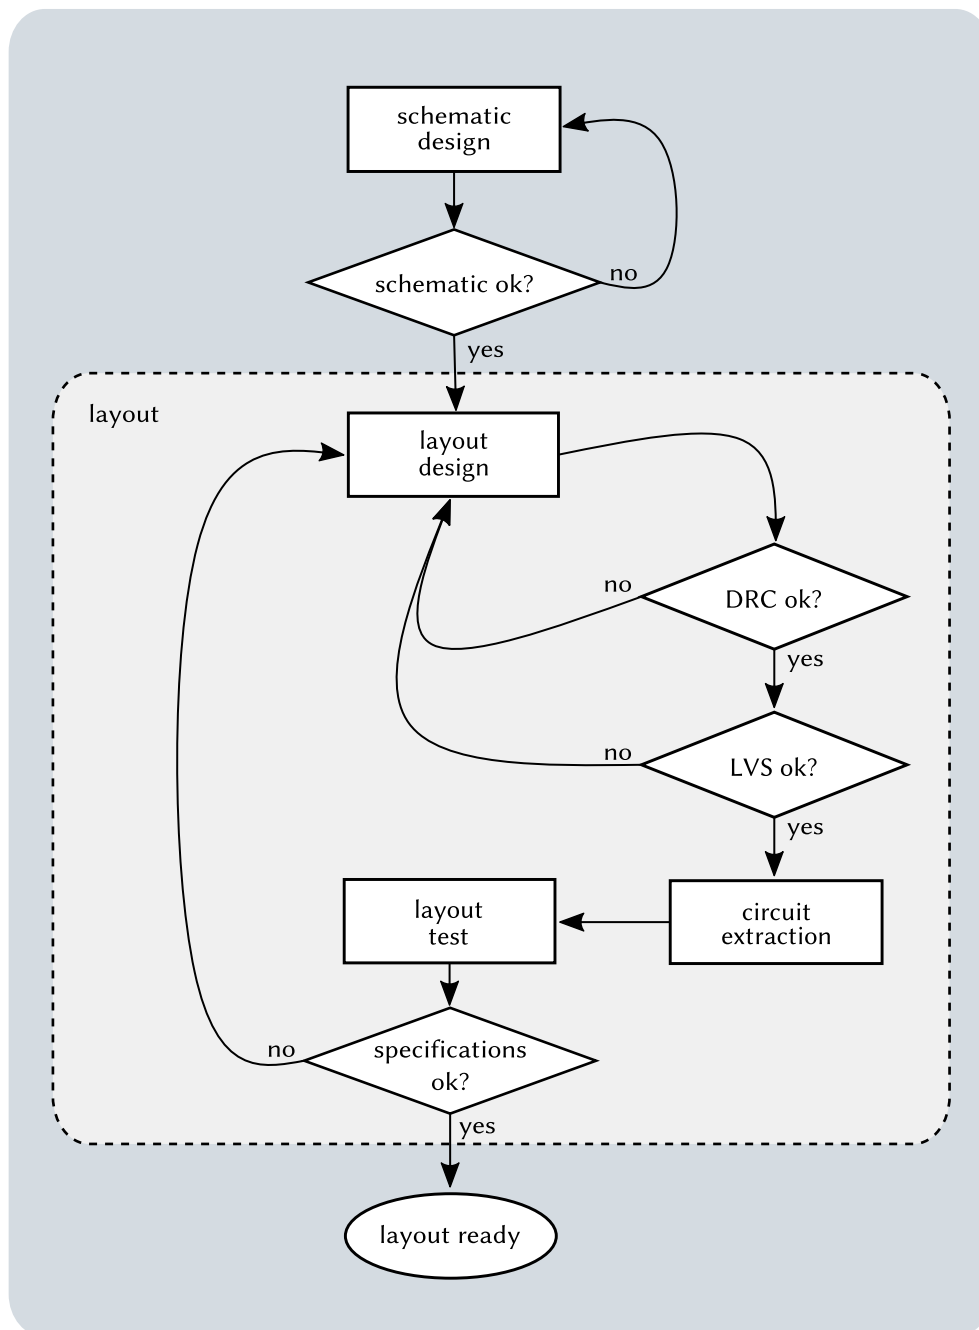 schematic
design
schematic ok?
no
yes
layout
layout
design
no
DRC ok?
yes
no
LVS ok?
yes
layout
test
circuit
extraction
no
specifications
ok?
yes
layout ready